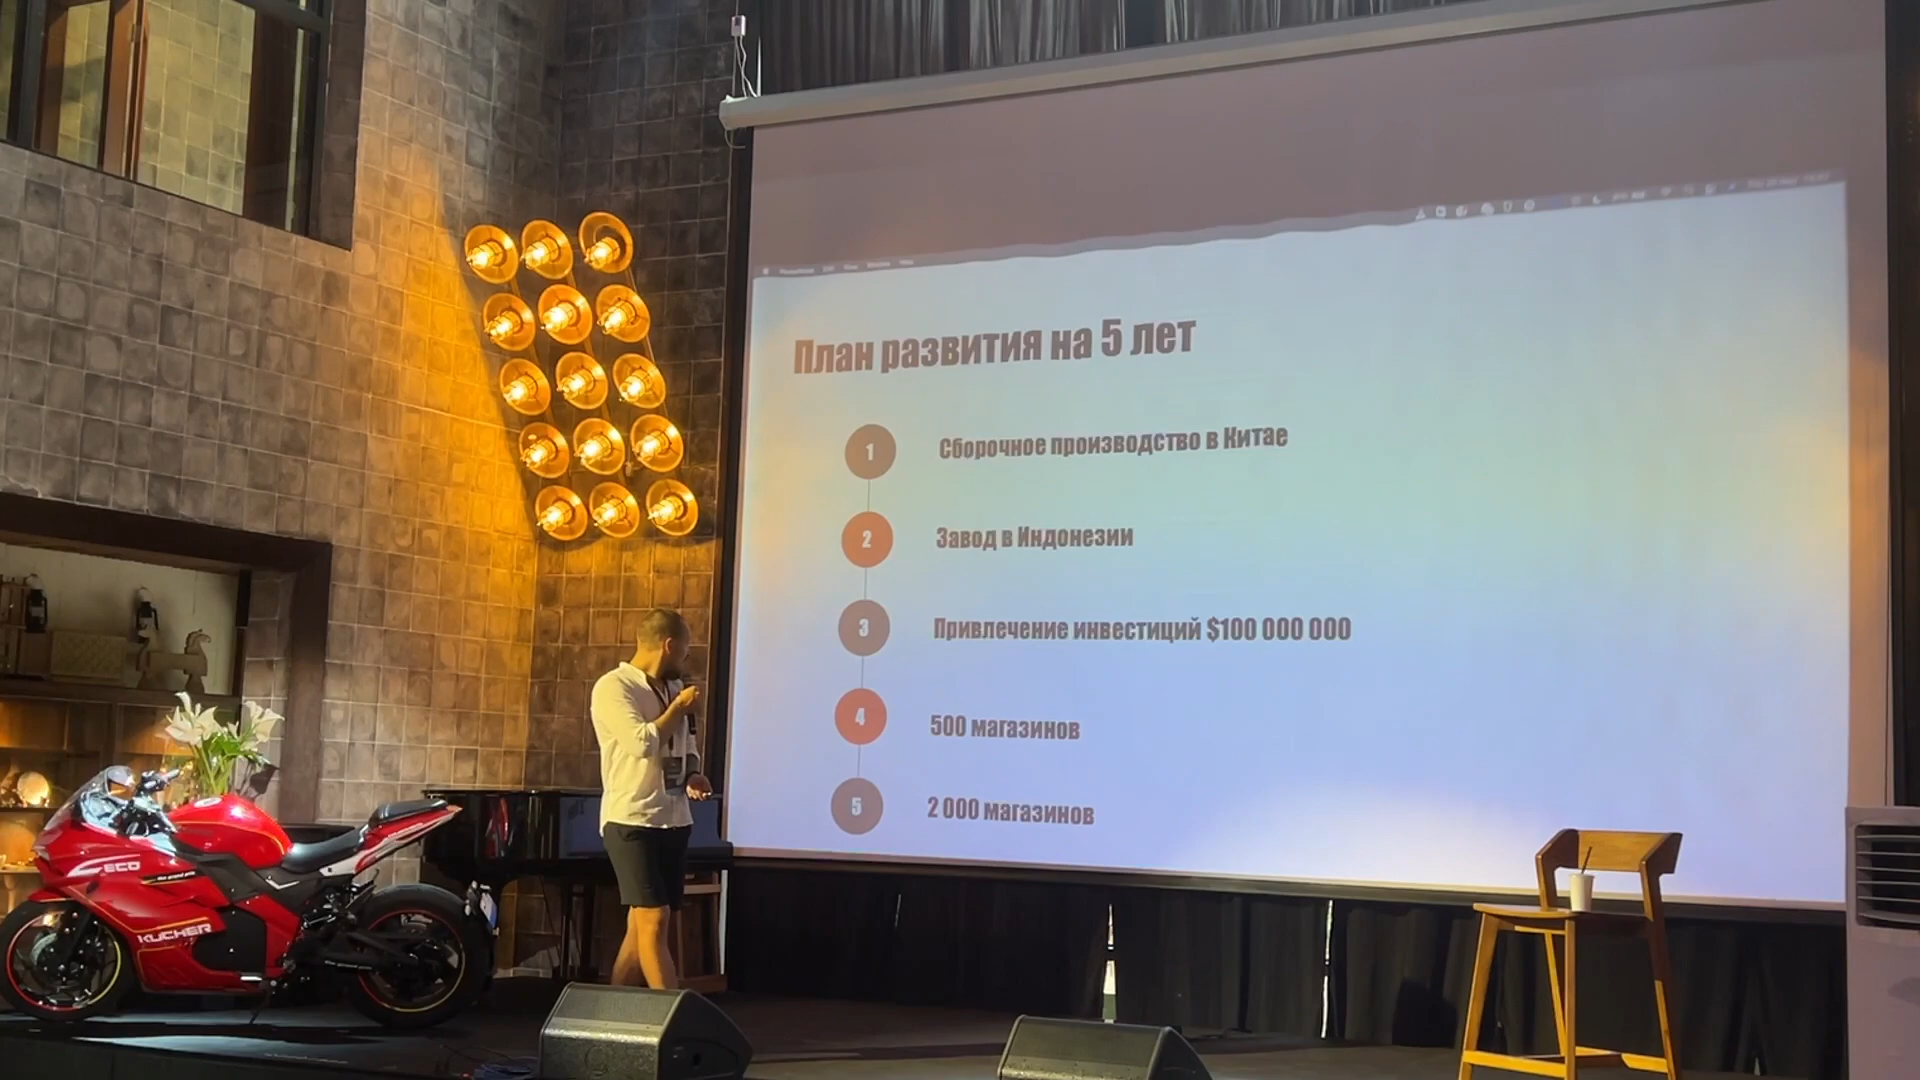 План развития на 5 лет
1
Сборочное производство в Китае
2
Завод в Индонезии
3
Привлечение инвестиций $100 000 000
4
500 магазинов
5
2 000 магазинов
ECO
KUCHER